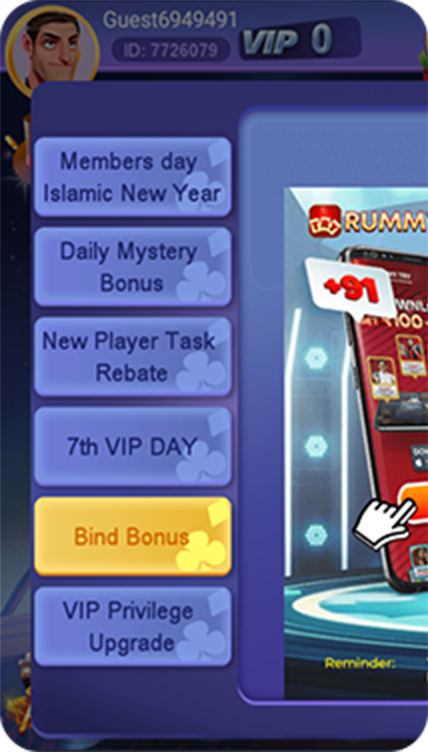 Guest6949491
ID: 7726079
VIP 0
Members day
Islamic New Year
Daily Mystery
Bonus
New Player Task
Rebate
7th VIP DAY
Bind Bonus
VIP Privilege
Upgrade
RUMM
+91
Reminder: